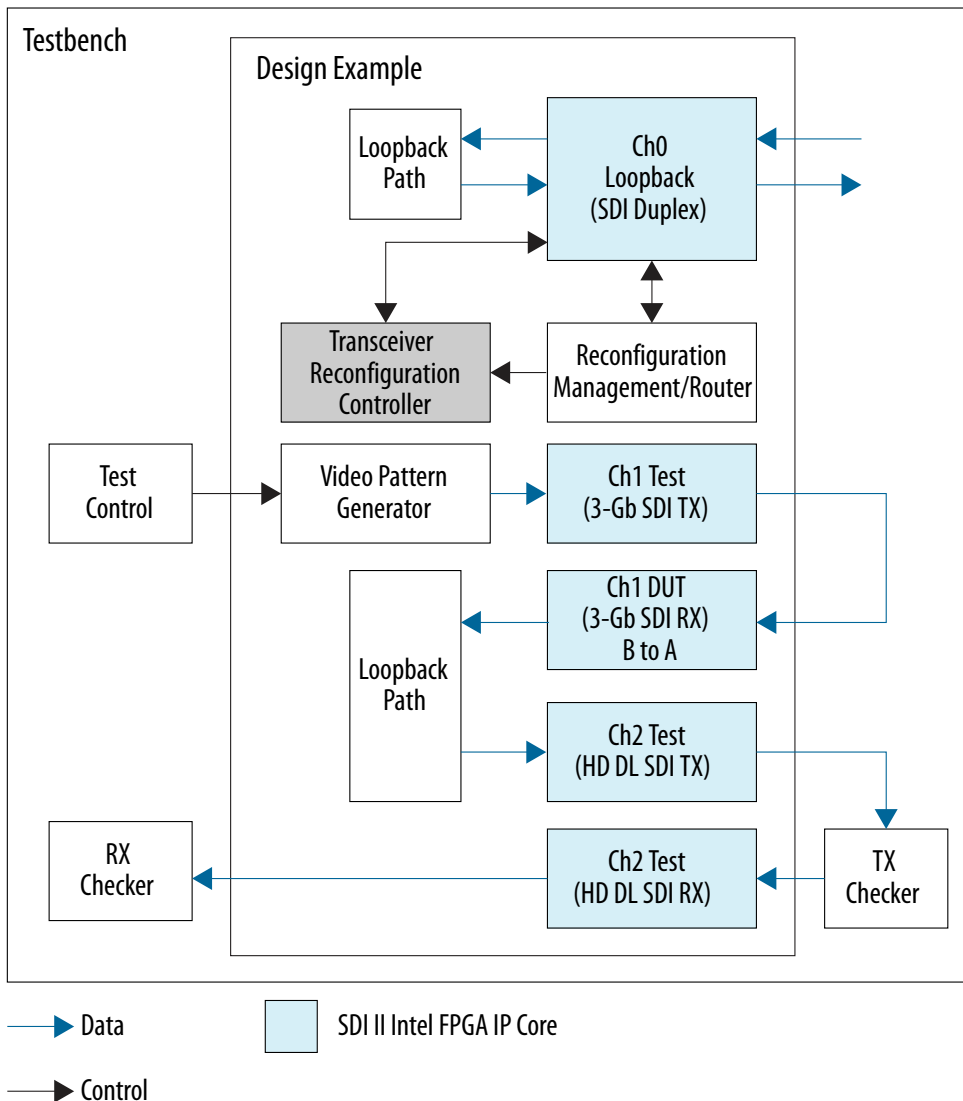 Testbench
Design Example
Loopback
Path
Ch0
Loopback
(SDI Duplex)
Transceiver
Reconfiguration
Controller
Reconfiguration
Management/Router
Test
Control
Video Pattern
Generator
Ch1 Test
(3-Gb SDI TX)
Ch1 DUT
(3-Gb SDI RX)
B to A
Loopback
Path
Ch2 Test
(HD DL SDI TX)
RX
Checker
Ch2 Test
(HD DL SDI RX)
TX
Checker
Data
SDI II Intel FPGA IP Core
Control